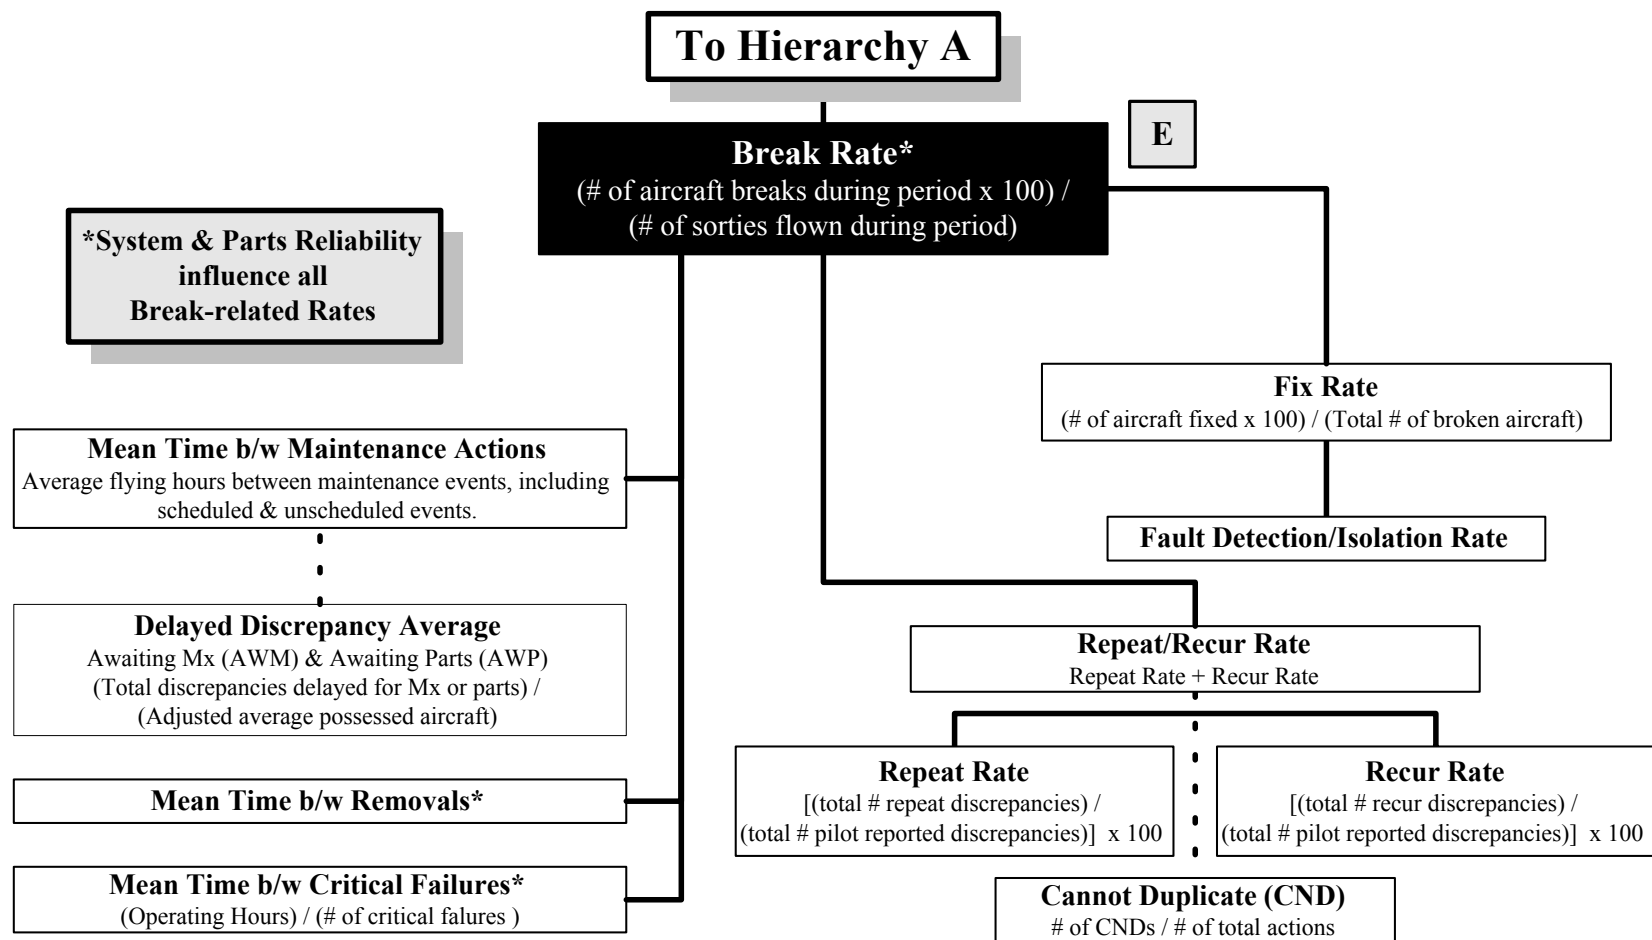 To Hierarchy A
E
Break Rate*
(# of aircraft breaks during period x 100) /
(# of sorties flown during period)
*System & Parts Reliability
influence all
Break-related Rates
Fix Rate
(# of aircraft fixed x 100) / (Total # of broken aircraft)
Mean Time b/w Maintenance Actions
Average flying hours between maintenance events, including
scheduled & unscheduled events.
Fault Detection/Isolation Rate
Delayed Discrepancy Average
Awaiting Mx (AWM) & Awaiting Parts (AWP)
(Total discrepancies delayed for Mx or parts) /
(Adjusted average possessed aircraft)
Repeat/Recur Rate
Repeat Rate + Recur Rate
Repeat Rate
[(total # repeat discrepancies) /
(total # pilot reported discrepancies)] x 100
Recur Rate
[(total # recur discrepancies) /
(total # pilot reported discrepancies)] x 100
Mean Time b/w Removals*
Mean Time b/w Critical Failures*
(Operating Hours) / (# of critical falures )
Cannot Duplicate (CND)
# of CNDs / # of total actions